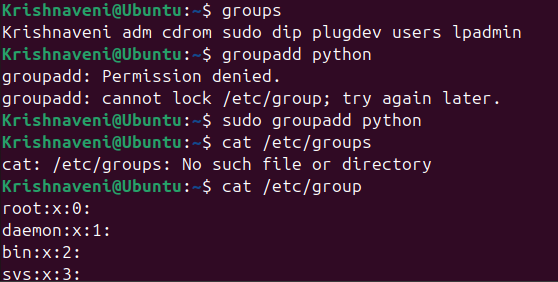 Krishnaveni@Ubuntu:~$ groups
Krishnaveni adm cdrom sudo dip plugdev users lpadmin
Krishnaveni@Ubuntu:~$ groupadd python
groupadd: Permission denied.
groupadd: cannot lock /etc/group; try again later.
Krishnaveni@Ubuntu:~$ sudo groupadd python
Krishnaveni@Ubuntu:~$ cat /etc/groups
cat: /etc/groups: No such file or directory
Krishnaveni@Ubuntu:~$ cat /etc/group
root:x:0:
daemon:x:1:
bin:x:2:
sys:x:3: